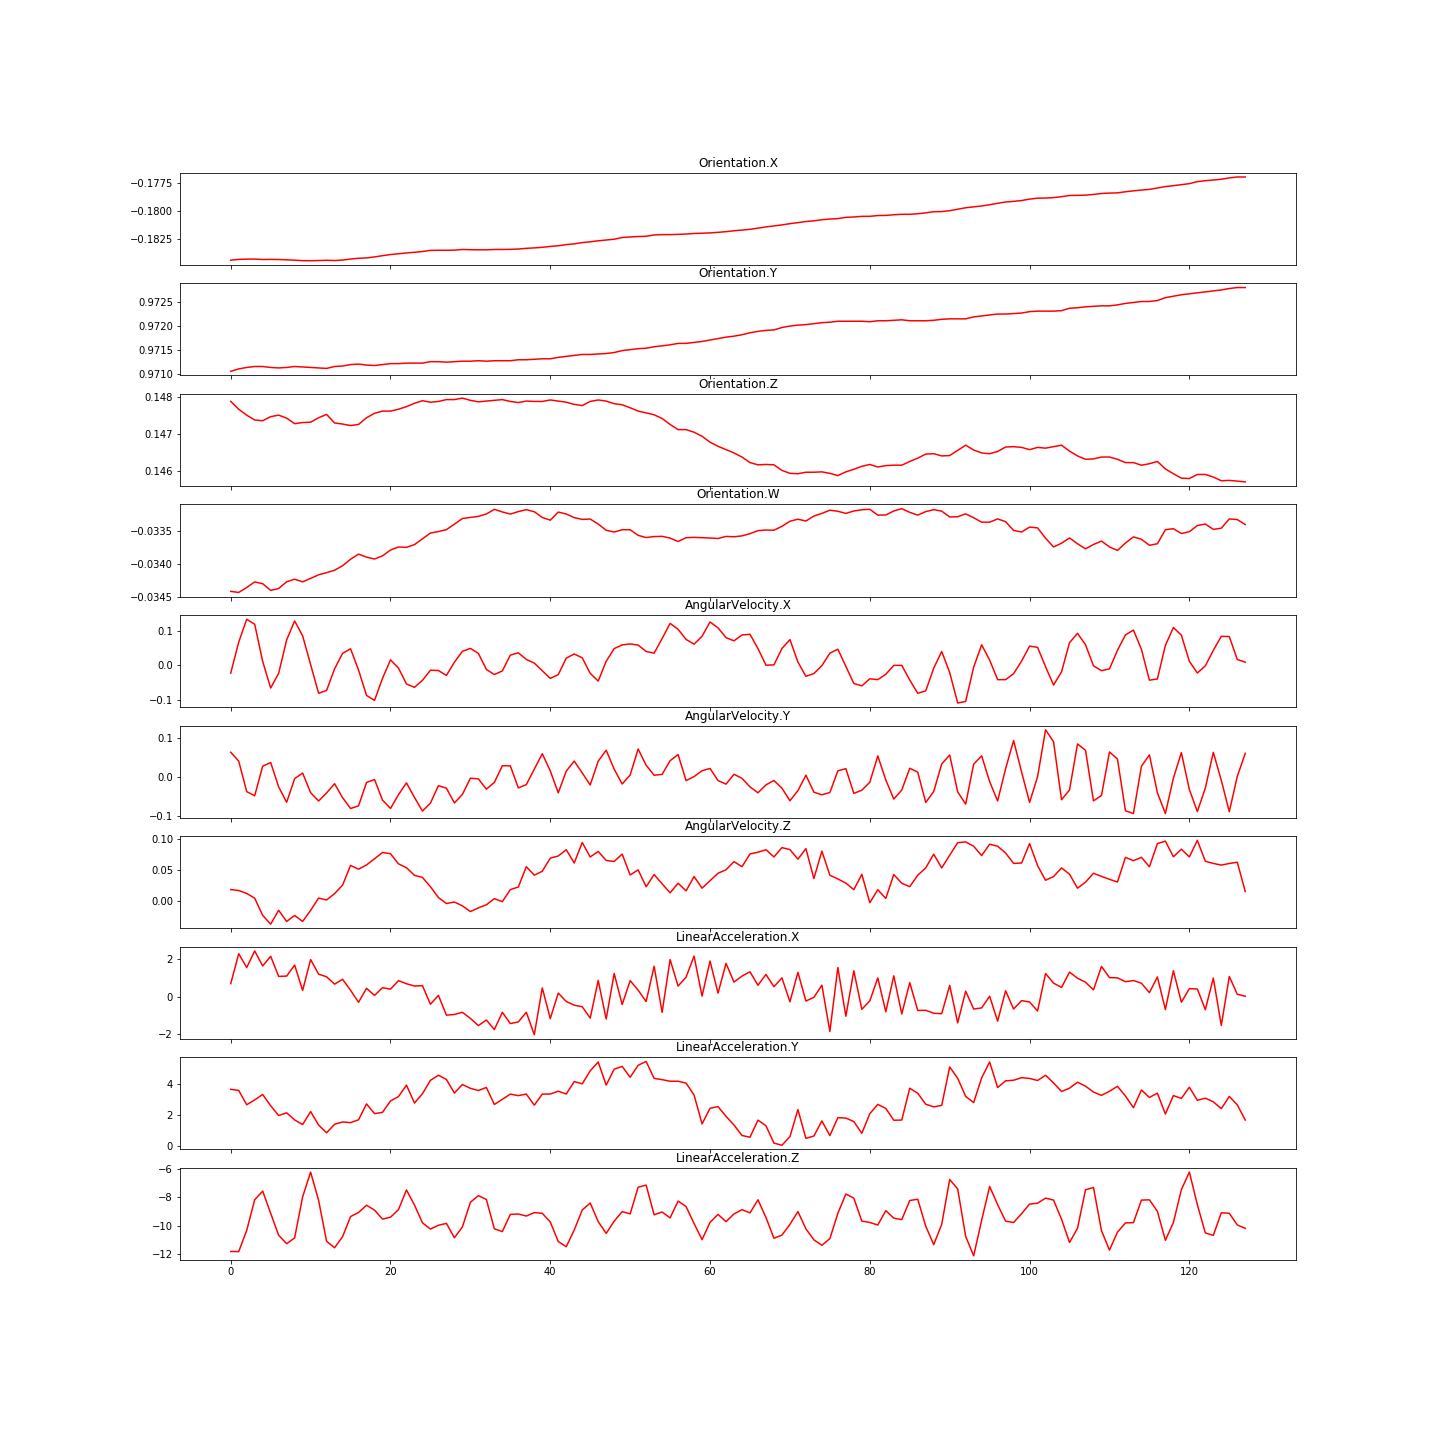 Orientation.X
−0.1775
−0.1800
−0.1825
Orientation.Y
0.9725
0.9720
0.9715
0.9710
Orientation.Z
0.148
0.147
0.146
Orientation.W
−0.0335
−0.0340
−0.0345
AngularVelocity.X
0.1
0.0
−0.1
AngularVelocity.Y
0.1
0.0
−0.1
AngularVelocity.Z
0.10
0.05
0.00
LinearAcceleration.X
2
0
−2
LinearAcceleration.Y
4
2
0
LinearAcceleration.Z
−6
−8
−10
−12
0 20 40 60 80 100 120